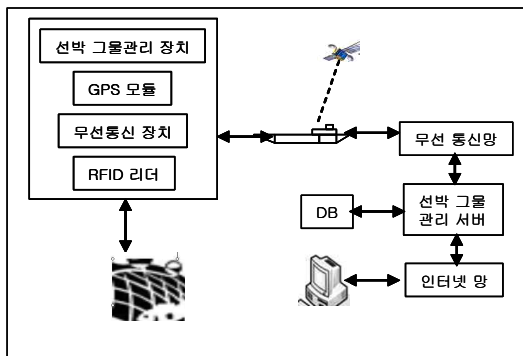 선박 그물관리 장치
GPS 모듈
무선통신 장치
RFID 리더
무선 통신망
DB
선박 그물
관리 서버
인터넷 망